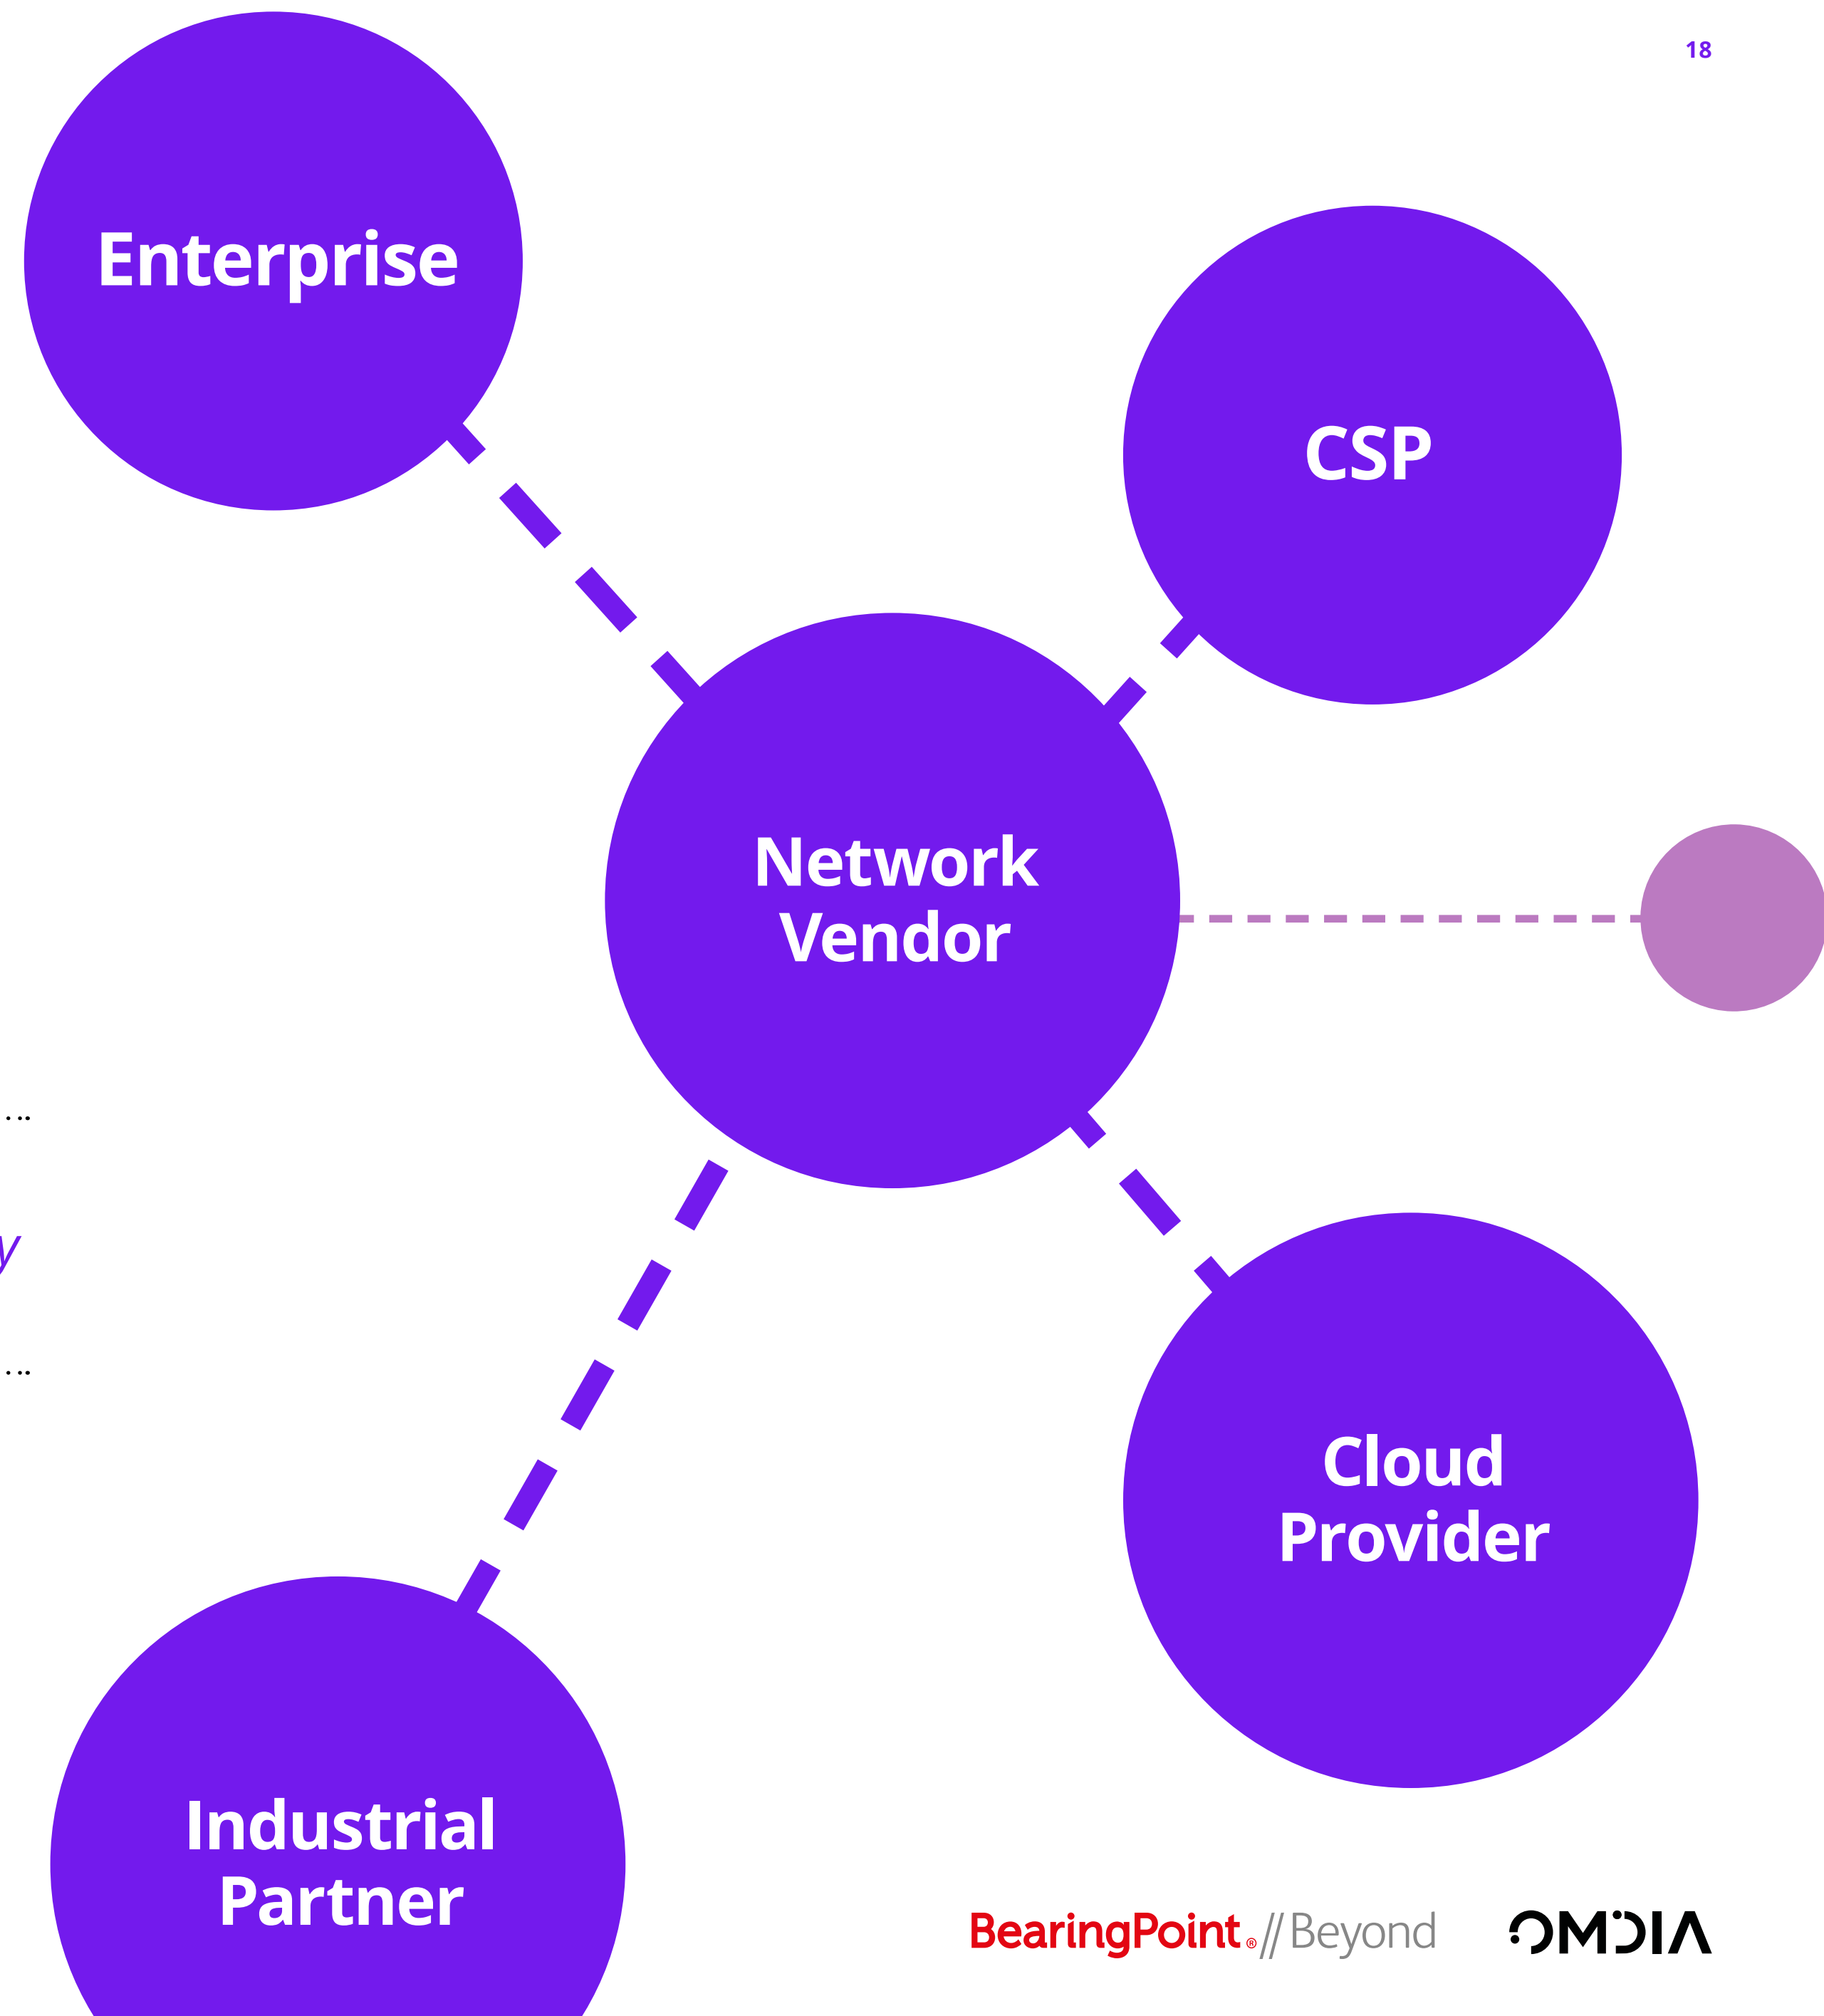 18
Enterprise
CSP
Network
Vendor
...
y
...
Cloud
Provider
Industrial
Partner
BearingPoint®//Beyond
OMDIA